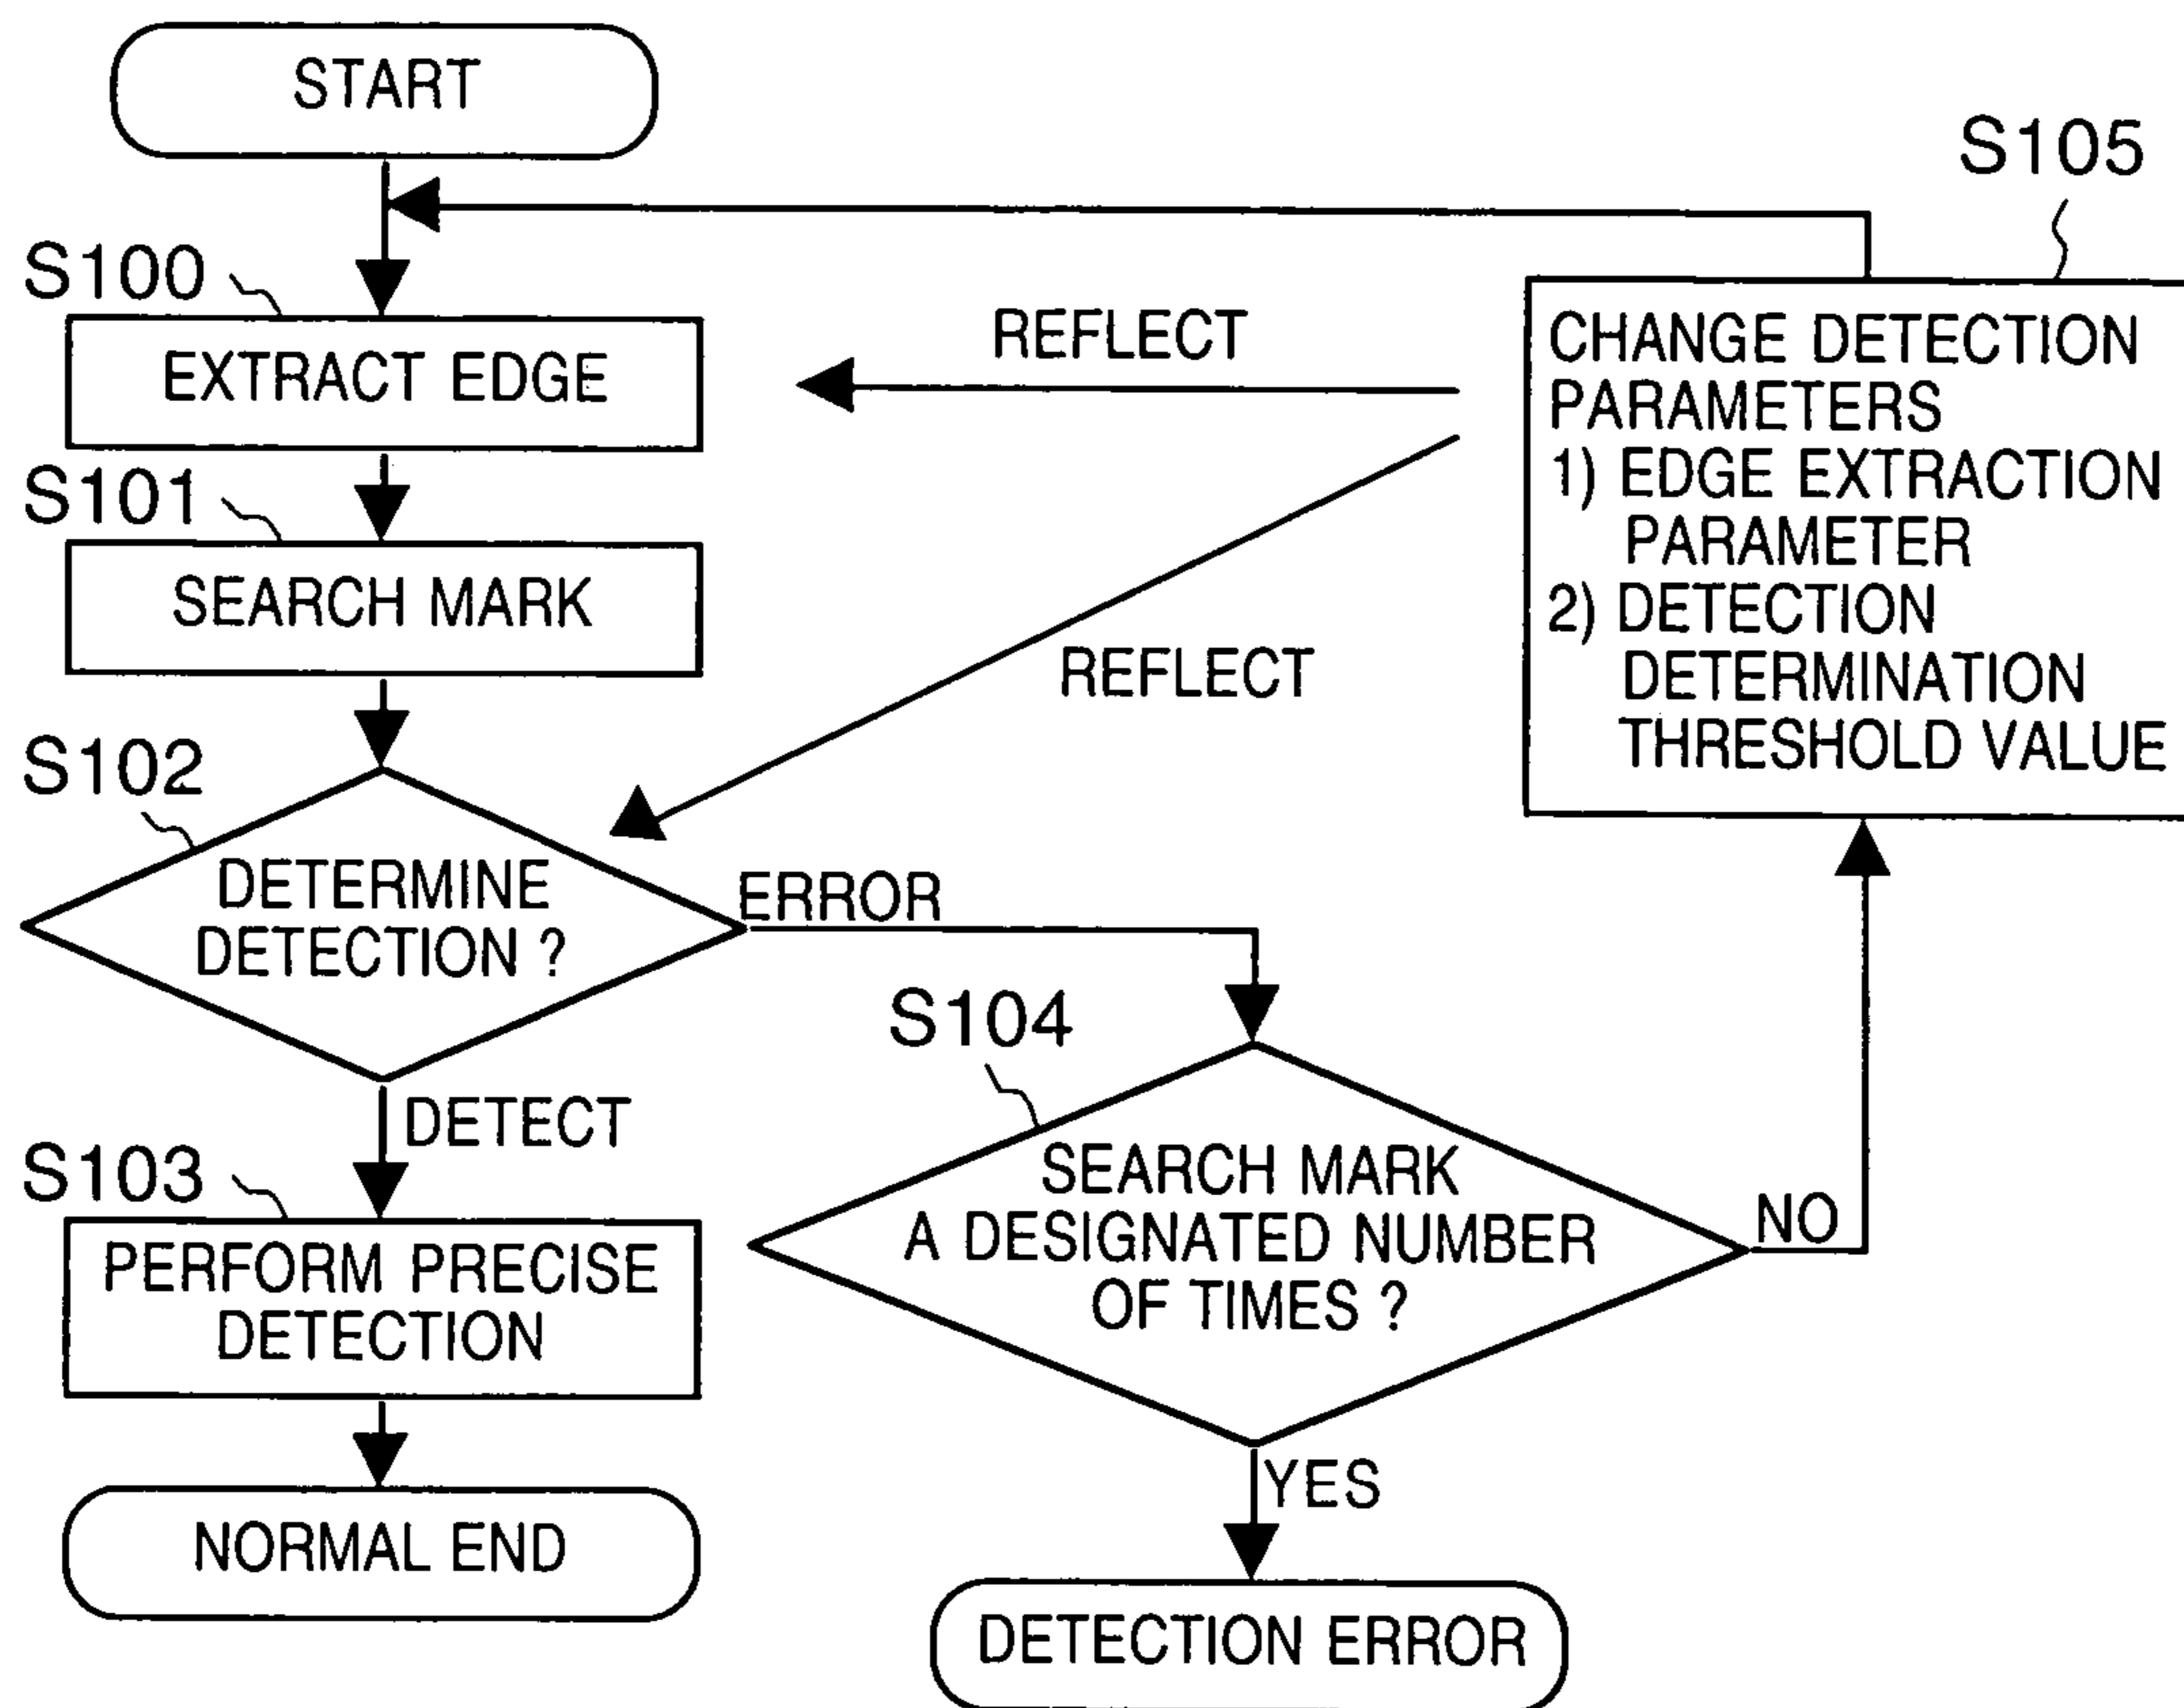 START
S105
S100
EXTRACT EDGE
REFLECT
CHANGE DETECTION
PARAMETERS
1) EDGE EXTRACTION
PARAMETER
2) DETECTION
DETERMINATION
THRESHOLD VALUE
S101
SEARCH MARK
REFLECT
S102
DETERMINE
DETECTION ?
ERROR
DETECT
S104
SEARCH MARK
A DESIGNATED NUMBER
OF TIMES ?
NO
YES
S103
PERFORM PRECISE
DETECTION
NORMAL END
DETECTION ERROR